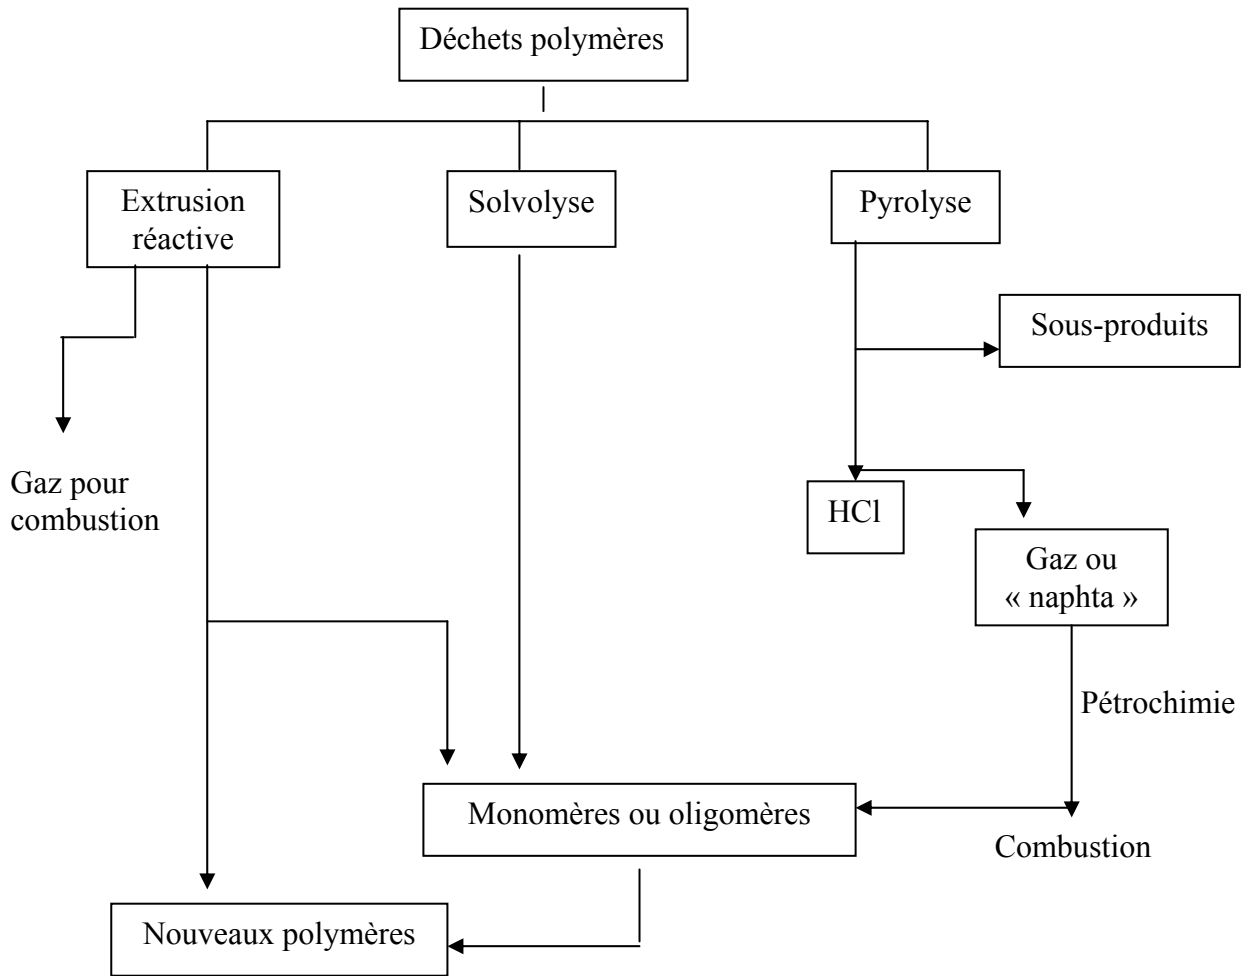 Déchets polymères
Extrusion
réactive
Solvolyse
Pyrolyse
Sous-produits
Gaz pour
combustion
HCl
Gaz ou
« naphta »
Pétrochimie
Monomères ou oligomères
Combustion
Nouveaux polymères